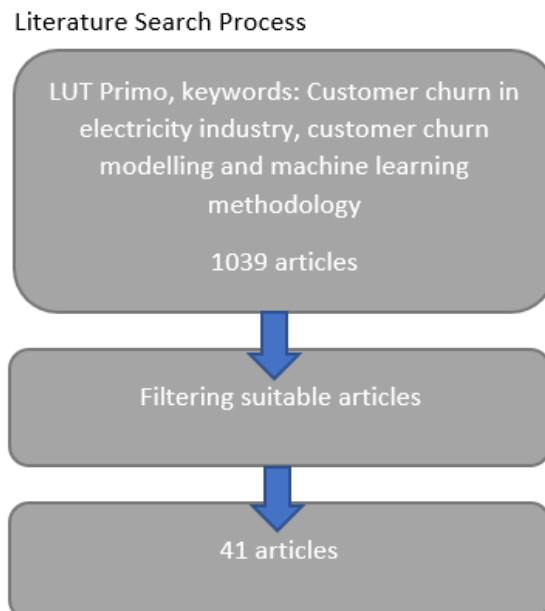 Literature Search Process
LUT Primo, keywords: Customer churn in
electricity industry, customer churn
modelling and machine learning
methodology
1039 articles
Filtering suitable articles
41 articles